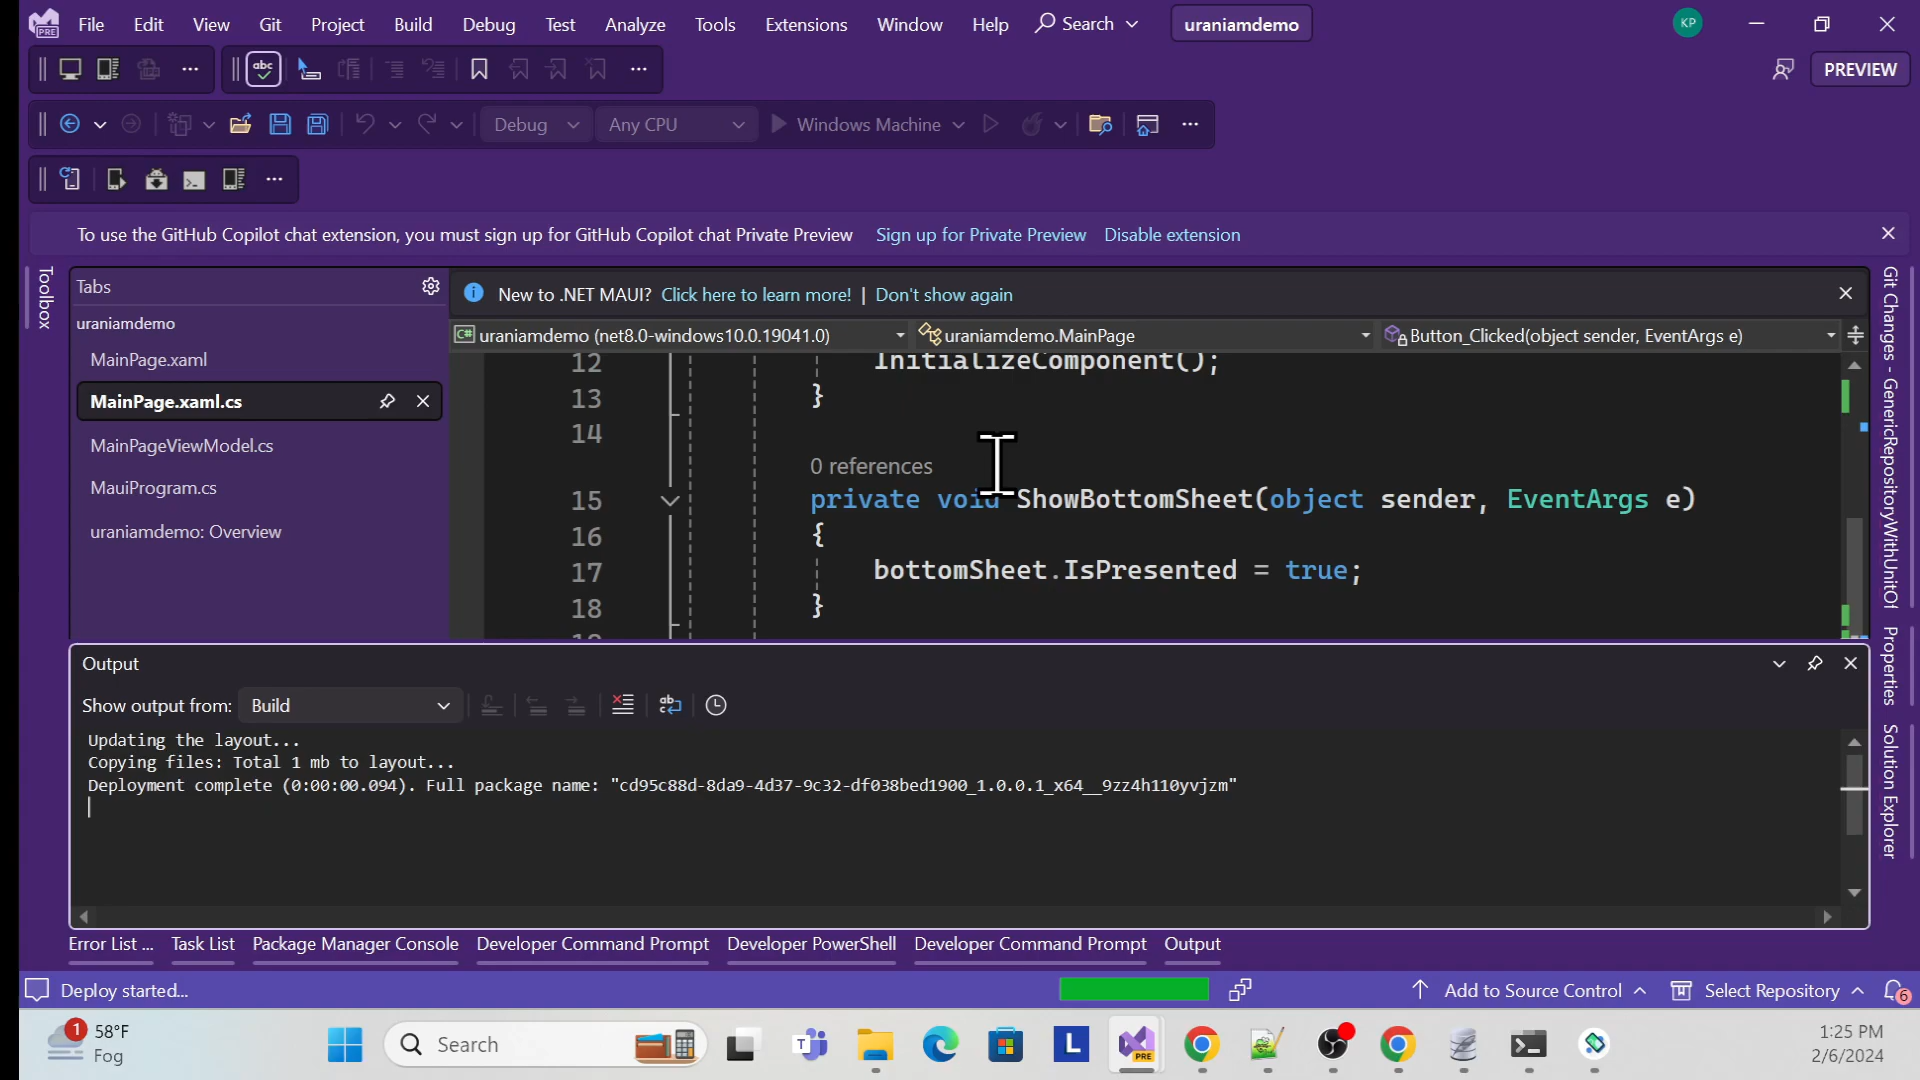 File Edit View Git Project Build Debug Test Analyze Tools Extensions Window Help Search uraniamdemo KP
PRE
abc
PREVIEW
Debug Any CPU Windows Machine
To use the GitHub Copilot chat extension, you must sign up for GitHub Copilot chat Private Preview Sign up for Private Preview Disable extension
Toolbox
Tabs
uraniamdemo
MainPage.xaml
MainPage.xaml.cs
MainPageViewModel.cs
MauiProgram.cs
uraniamdemo: Overview
New to .NET MAUI? Click here to learn more! | Don't show again
C# uraniamdemo (net8.0-windows10.0.19041.0) uraniamdemo.MainPage Button_Clicked(object sender, EventArgs e)
12 InitializeComponent();
13 }
14
0 references
15 private void ShowBottomSheet(object sender, EventArgs e)
16 {
17 bottomSheet.IsPresented = true;
18 }
Git Changes - GenericRepositoryWithUnitOf
Properties
Solution Explorer
Output
Show output from: Build
Updating the layout...
Copying files: Total 1 mb to layout...
Deployment complete (0:00:00.094). Full package name: "cd95c88d-8da9-4d37-9c32-df038bed1900_1.0.0.1_x64__9zz4h110yvjzm"
Error List ... Task List Package Manager Console Developer Command Prompt Developer PowerShell Developer Command Prompt Output
Deploy started... Add to Source Control Select Repository 6
1 58°F
Fog
Search
T
L
PRE
1:25 PM
2/6/2024